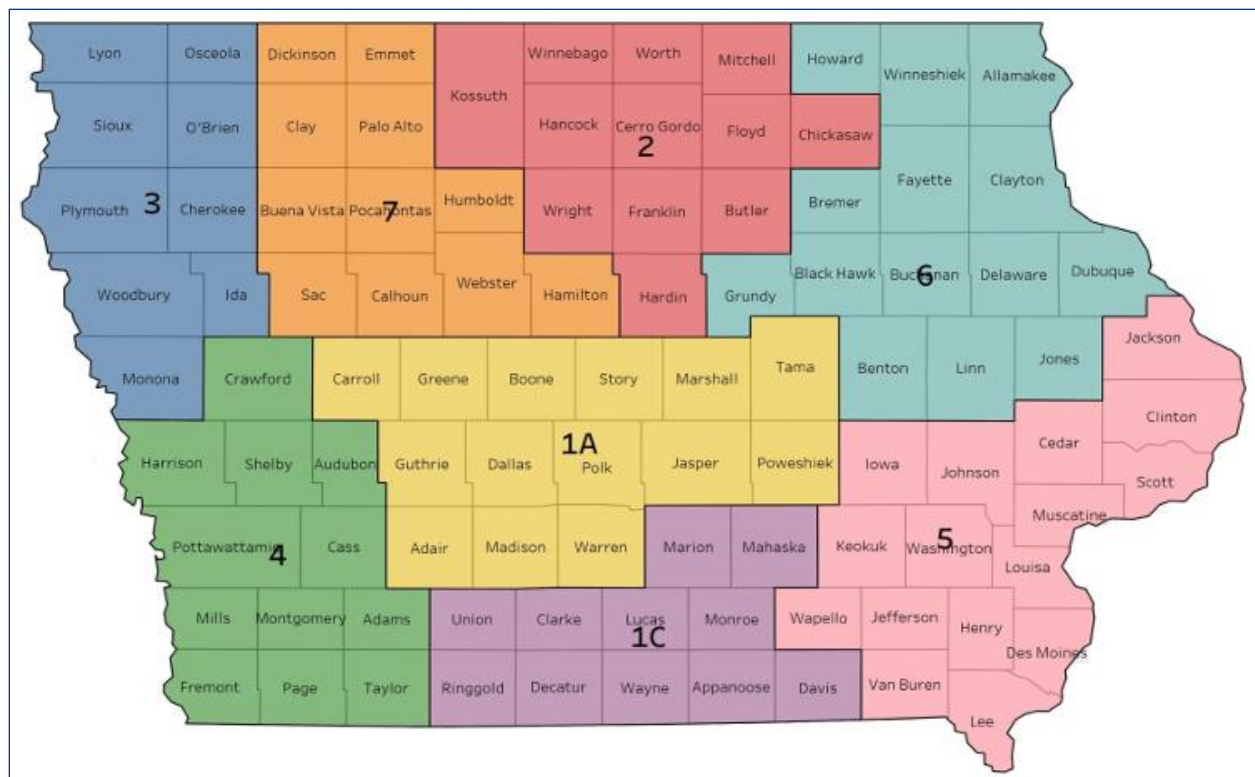 Lyon
Osceola
Dickinson
Emmet
Kossuth
Winnebago
Worth
Mitchell
Howard
Winneshiek
Allamakee
Sioux
O'Brien
Clay
Palo Alto
Hancock
Cerro Gordo
Floyd
Chickasaw
2
Plymouth
3
Cherokee
Buena Vista
Pocahontas
7
Humboldt
Wright
Franklin
Butler
Bremer
Fayette
Clayton
Woodbury
Ida
Sac
Calhoun
Webster
Hamilton
Hardin
Grundy
Black Hawk
Buchanan
6
Delaware
Dubuque
Monona
Crawford
Carroll
Greene
Boone
Story
Marshall
Tama
Benton
Linn
Jones
Jackson
Harrison
Shelby
Audubon
Guthrie
Dallas
1A
Polk
Jasper
Poweshiek
Iowa
Johnson
Cedar
Clinton
Scott
Pottawattamie
4
Cass
Adair
Madison
Warren
Marion
Mahaska
Keokuk
Washington
5
Muscatine
Louisa
Mills
Montgomery
Adams
Union
Clarke
Lucas
1C
Monroe
Wapello
Jefferson
Henry
Des Moines
Fremont
Page
Taylor
Ringgold
Decatur
Wayne
Appanoose
Davis
Van Buren
Lee